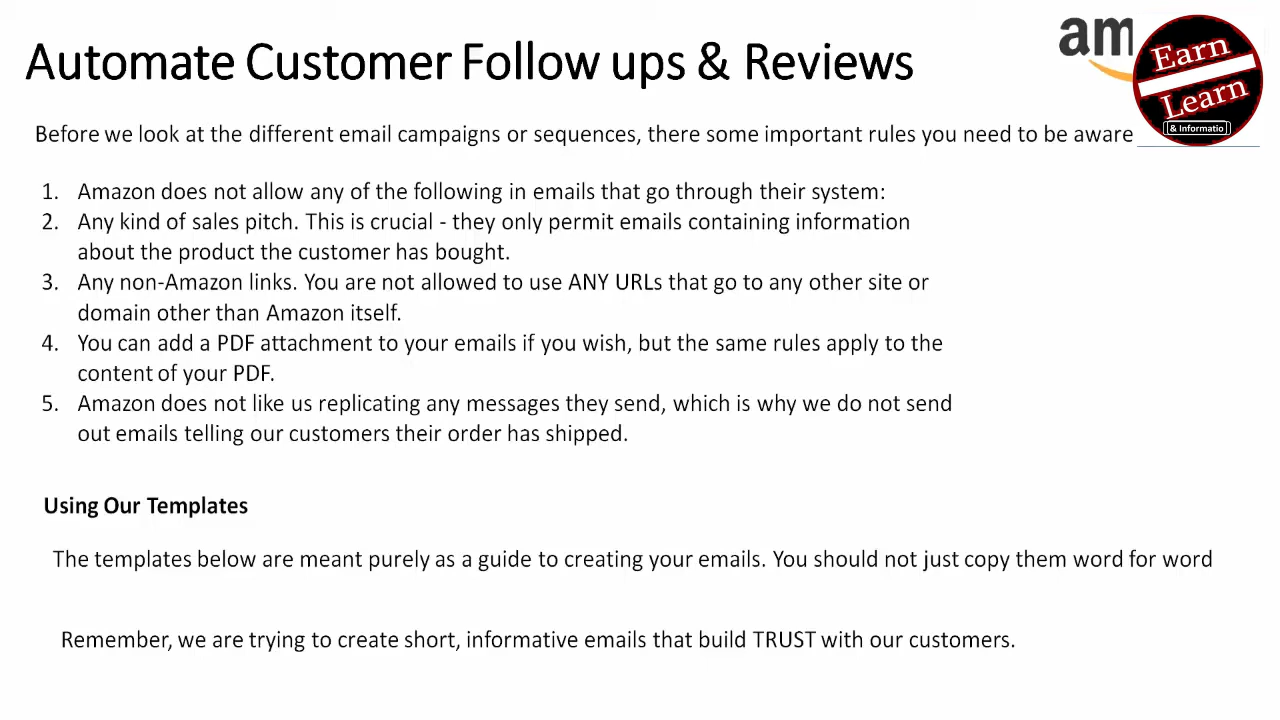 Automate Customer Follow ups & Reviews
am
Earn
Learn
& Informatio
Before we look at the different email campaigns or sequences, there some important rules you need to be aware
1. Amazon does not allow any of the following in emails that go through their system:
2. Any kind of sales pitch. This is crucial - they only permit emails containing information
about the product the customer has bought.
3. Any non-Amazon links. You are not allowed to use ANY URLs that go to any other site or
domain other than Amazon itself.
4. You can add a PDF attachment to your emails if you wish, but the same rules apply to the
content of your PDF.
5. Amazon does not like us replicating any messages they send, which is why we do not send
out emails telling our customers their order has shipped.
Using Our Templates
The templates below are meant purely as a guide to creating your emails. You should not just copy them word for word
Remember, we are trying to create short, informative emails that build TRUST with our customers.